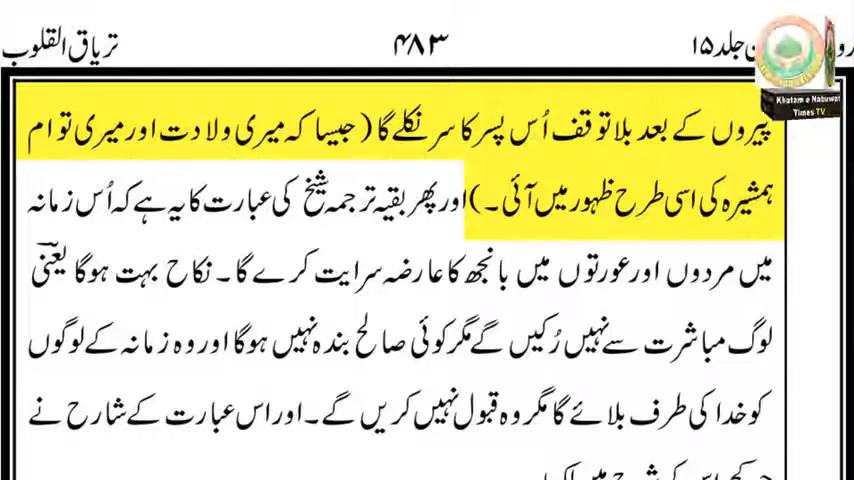 جلد ۱۵
۴۸۳
تریاق القلوب
Khatam e Nabuwat
Times TV
پیروں کے بعد بلا توقف اُس پسر کا سر نکلے گا (جیسا کہ میری ولادت اور میری توام
ہمشیرہ کی اسی طرح ظہور میں آئی۔) اور پھر بقیہ ترجمہ شیخ کی عبارت کا یہ ہے کہ اُس زمانہ
میں مردوں اور عورتوں میں بانجھ کا عارضہ سرایت کرے گا۔ نکاح بہت ہوگا یعنی
لوگ مباشرت سے نہیں رُکیں گے مگر کوئی صالح بندہ نہیں ہوگا اور وہ زمانہ کے لوگوں
کو خدا کی طرف بلائے گا مگر وہ قبول نہیں کریں گے۔ اور اس عبارت کے شارح نے